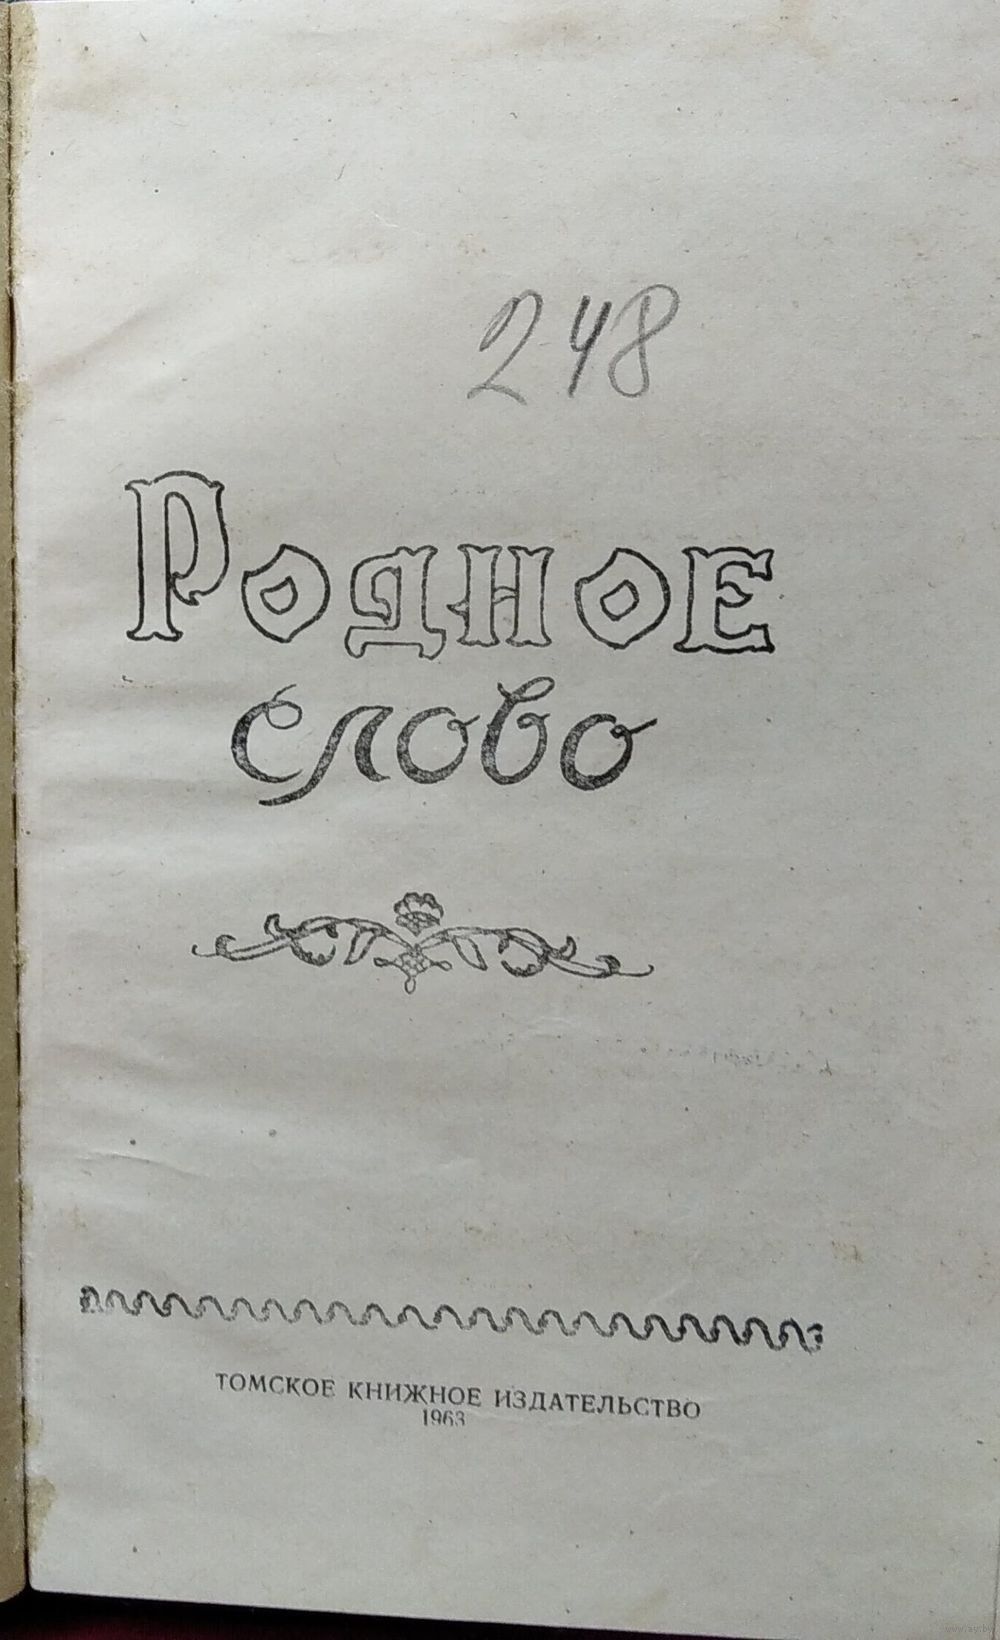 248
Родное
слово
ТОМСКОЕ КНИЖНОЕ ИЗДАТЕЛЬСТВО
1963